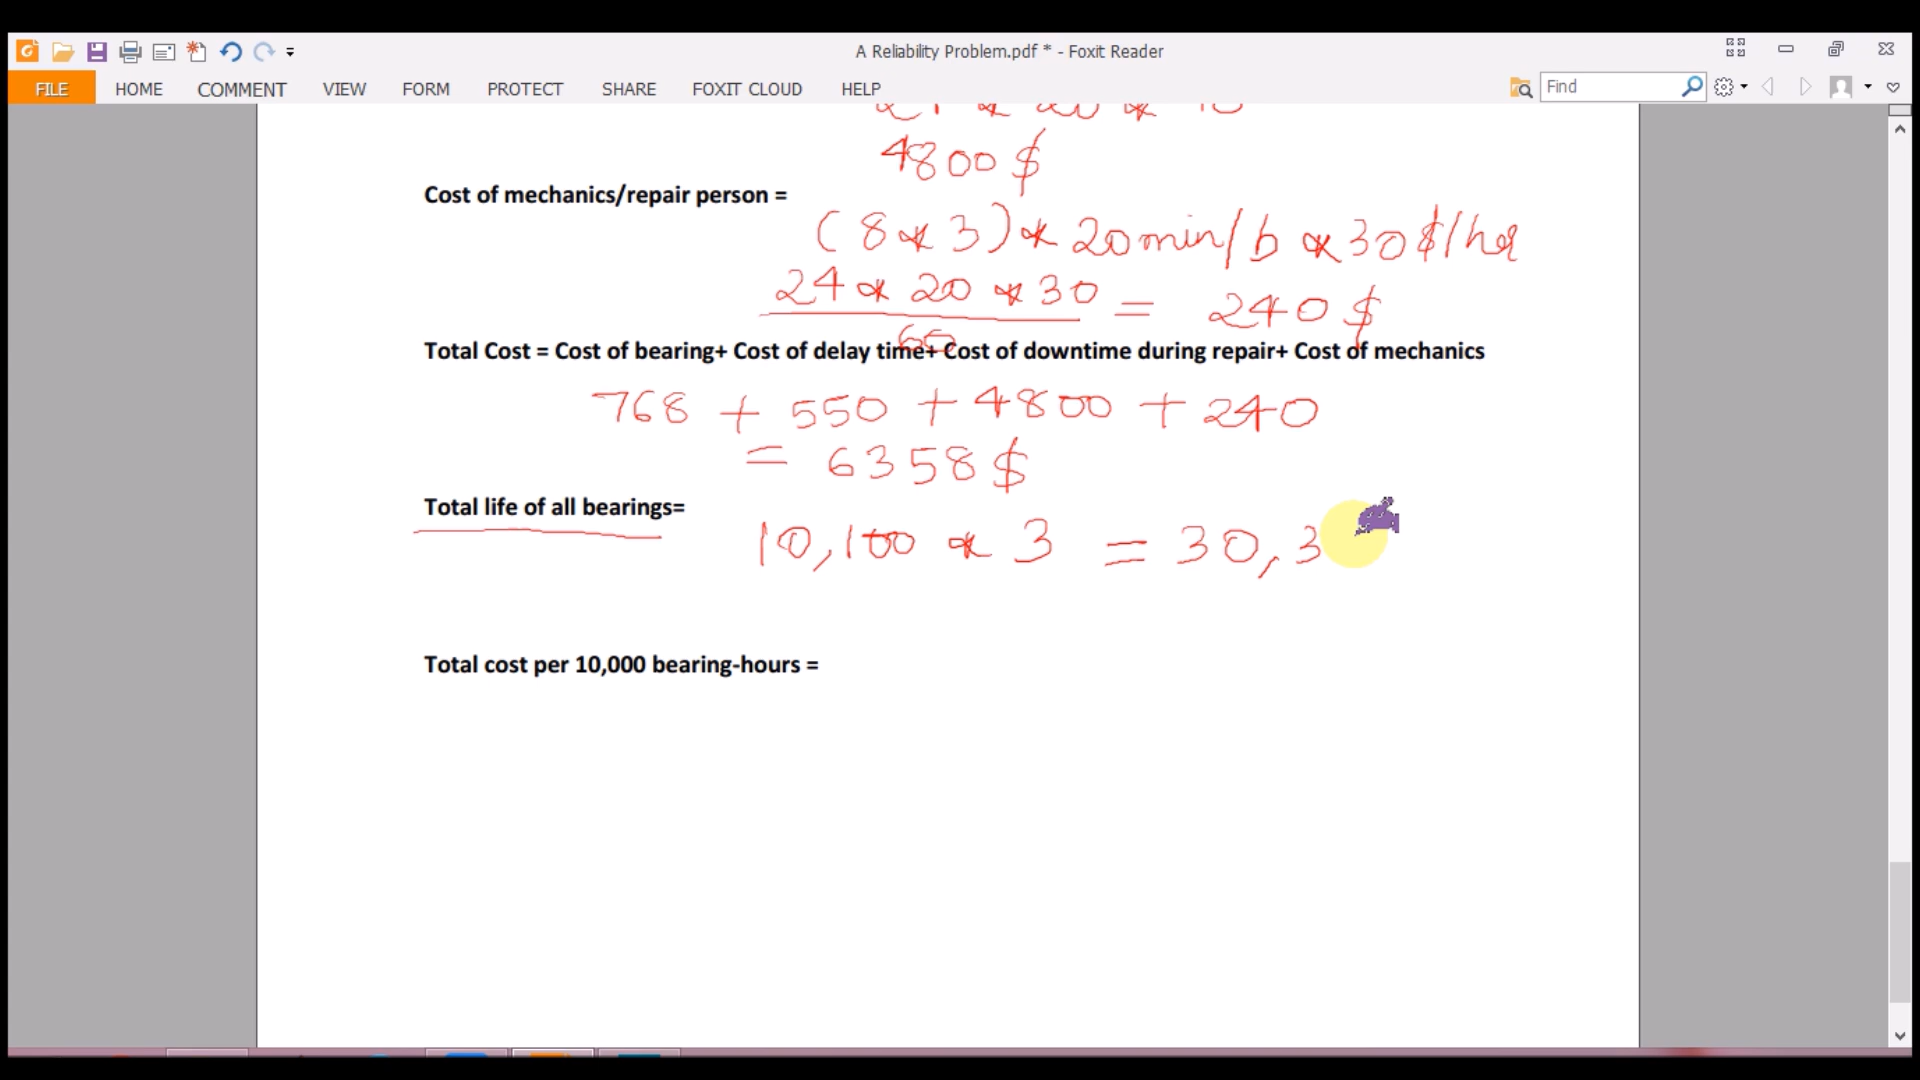 A Reliability Problem.pdf * - Foxit Reader
FILE HOME COMMENT VIEW FORM PROTECT SHARE FOXIT CLOUD HELP Find
4800 $
Cost of mechanics/repair person =
(8 * 3) * 20 min/b * 30 $/hr
24 * 20 * 30 = 240 $
60
Total Cost = Cost of bearing+ Cost of delay time+ Cost of downtime during repair+ Cost of mechanics
768 + 550 + 4800 + 240
= 6358 $
Total life of all bearings=
10,100 * 3 = 30,3
Total cost per 10,000 bearing-hours =